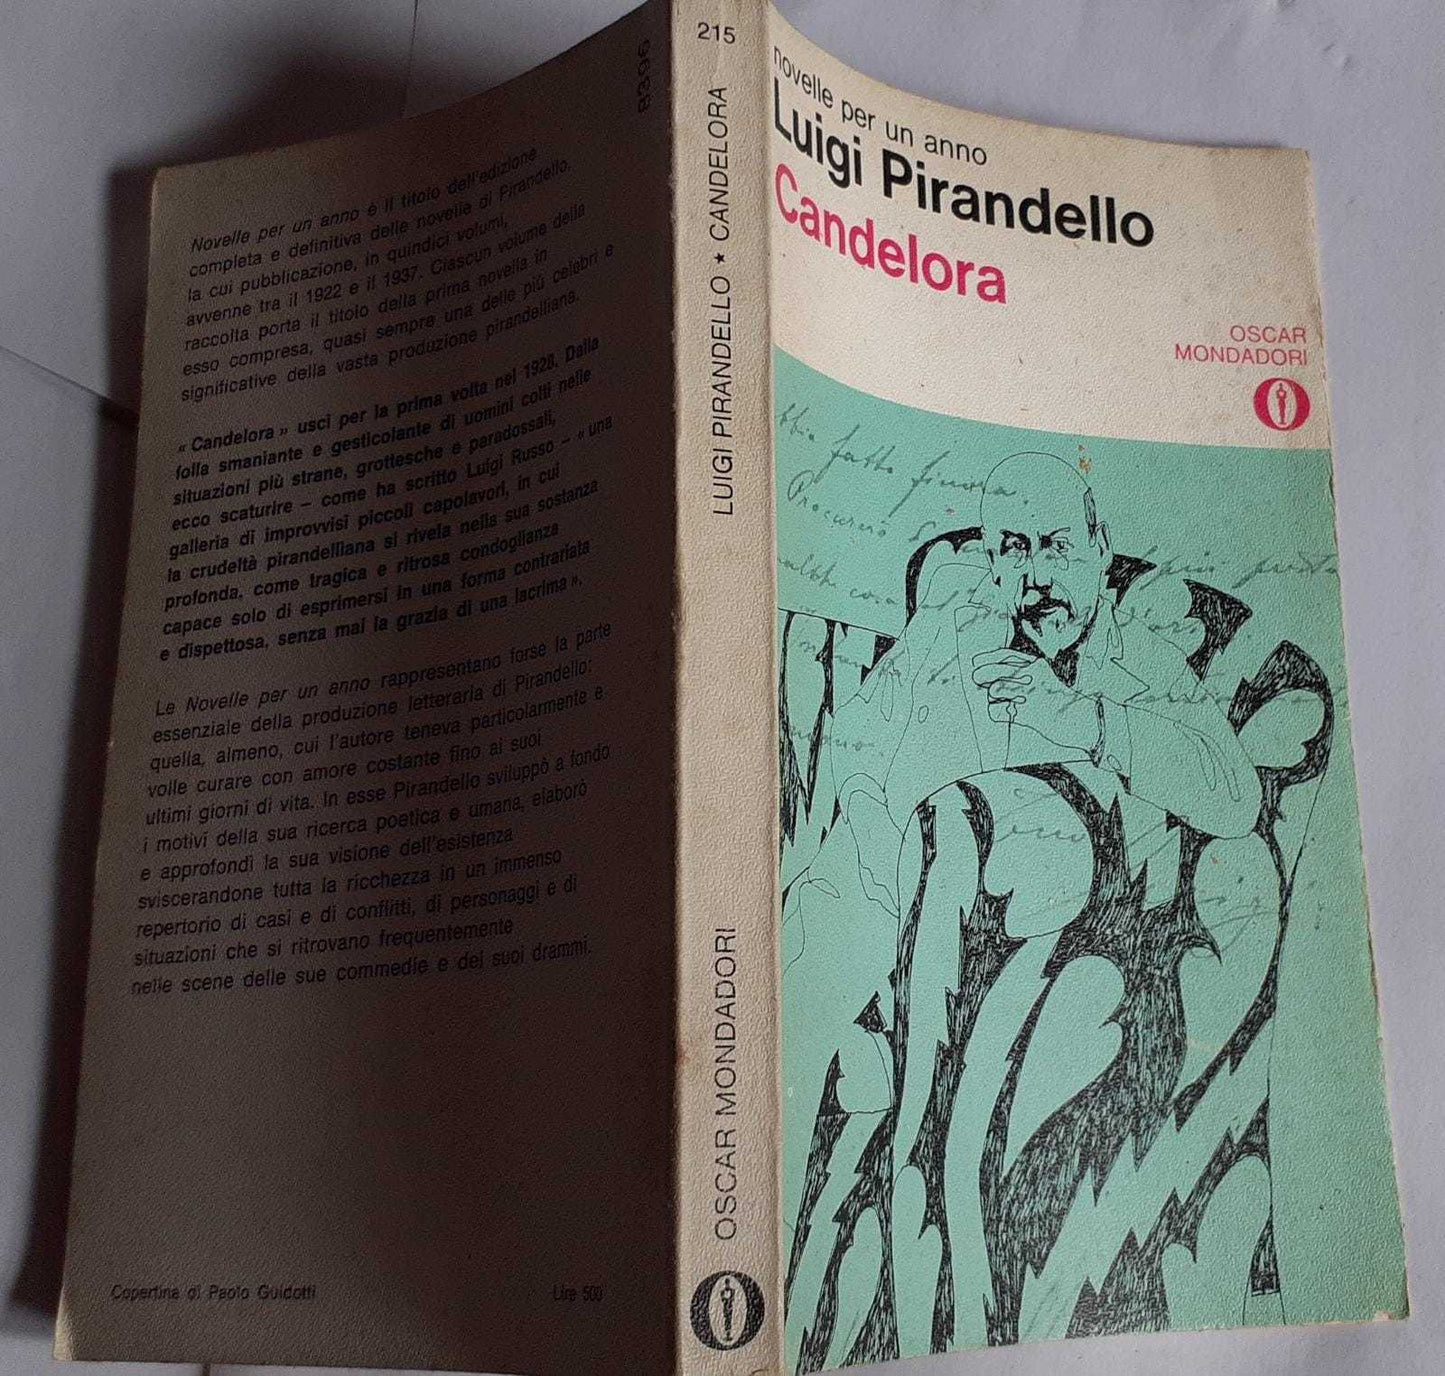 novelle per un anno
Luigi Pirandello
Candelora
OSCAR
MONDADORI
215
LUIGI PIRANDELLO ★ CANDELORA
OSCAR MONDADORI
Novelle per un anno è il titolo dell'edizione
completa e definitiva delle novelle di Pirandello,
la cui pubblicazione, in quindici volumi,
avvenne tra il 1922 e il 1937. Ciascun volume della
raccolta porta il titolo della prima novella in
esso compresa, quasi sempre una delle più celebri e
significative della vasta produzione pirandelliana.
« Candelora » uscì per la prima volta nel 1928. Dalla
folla smaniante e gesticolante di uomini colti nelle
situazioni più strane, grottesche e paradossali,
ecco scaturire – come ha scritto Luigi Russo – « una
galleria di improvvisi piccoli capolavori, in cui
la crudeltà pirandelliana si rivela nella sua sostanza
profonda, come tragica e ritrosa condoglianza
capace solo di esprimersi in una forma contrariata
e dispettosa, senza mai la grazia di una lacrima ».
Le Novelle per un anno rappresentano forse la parte
essenziale della produzione letteraria di Pirandello:
quella, almeno, cui l'autore teneva particolarmente e
volle curare con amore costante fino ai suoi
ultimi giorni di vita. In esse Pirandello sviluppò a fondo
i motivi della sua ricerca poetica e umana, elaborò
e approfondì la sua visione dell'esistenza
sviscerandone tutta la ricchezza in un immenso
repertorio di casi e di conflitti, di personaggi e di
situazioni che si ritrovano frequentemente
nelle scene delle sue commedie e dei suoi drammi.
Copertina di Paolo Guidotti
Lire 500
fatto finora.
Procurerò